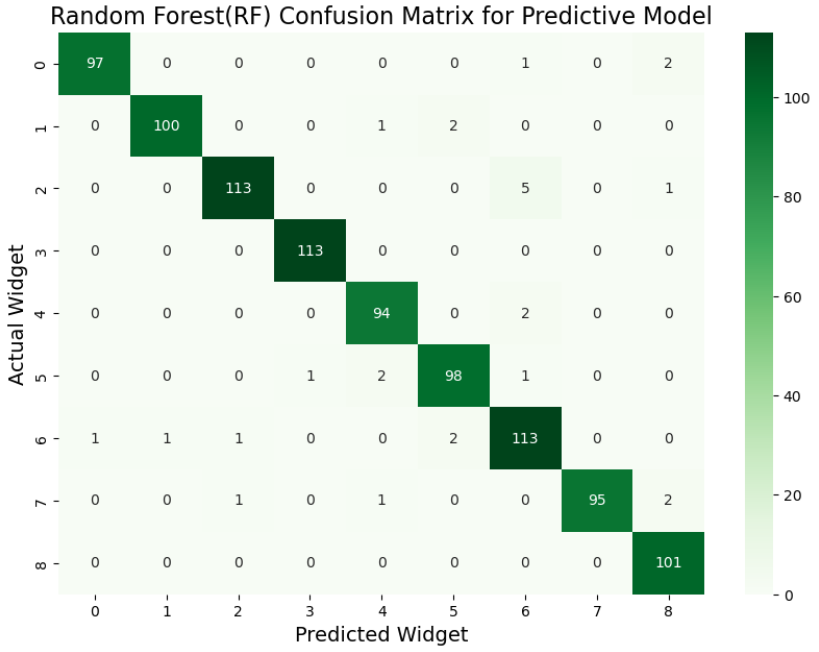 Random Forest(RF) Confusion Matrix for Predictive Model
0 97 0 0 0 0 0 1 0 2
1 0 100 0 0 1 2 0 0 0
2 0 0 113 0 0 0 5 0 1
3 0 0 0 113 0 0 0 0 0
4 0 0 0 0 94 0 2 0 0
5 0 0 0 1 2 98 1 0 0
6 1 1 1 0 0 2 113 0 0
7 0 0 1 0 1 0 0 95 2
8 0 0 0 0 0 0 0 0 101
0 1 2 3 4 5 6 7 8
Predicted Widget
Actual Widget
100
80
60
40
20
0